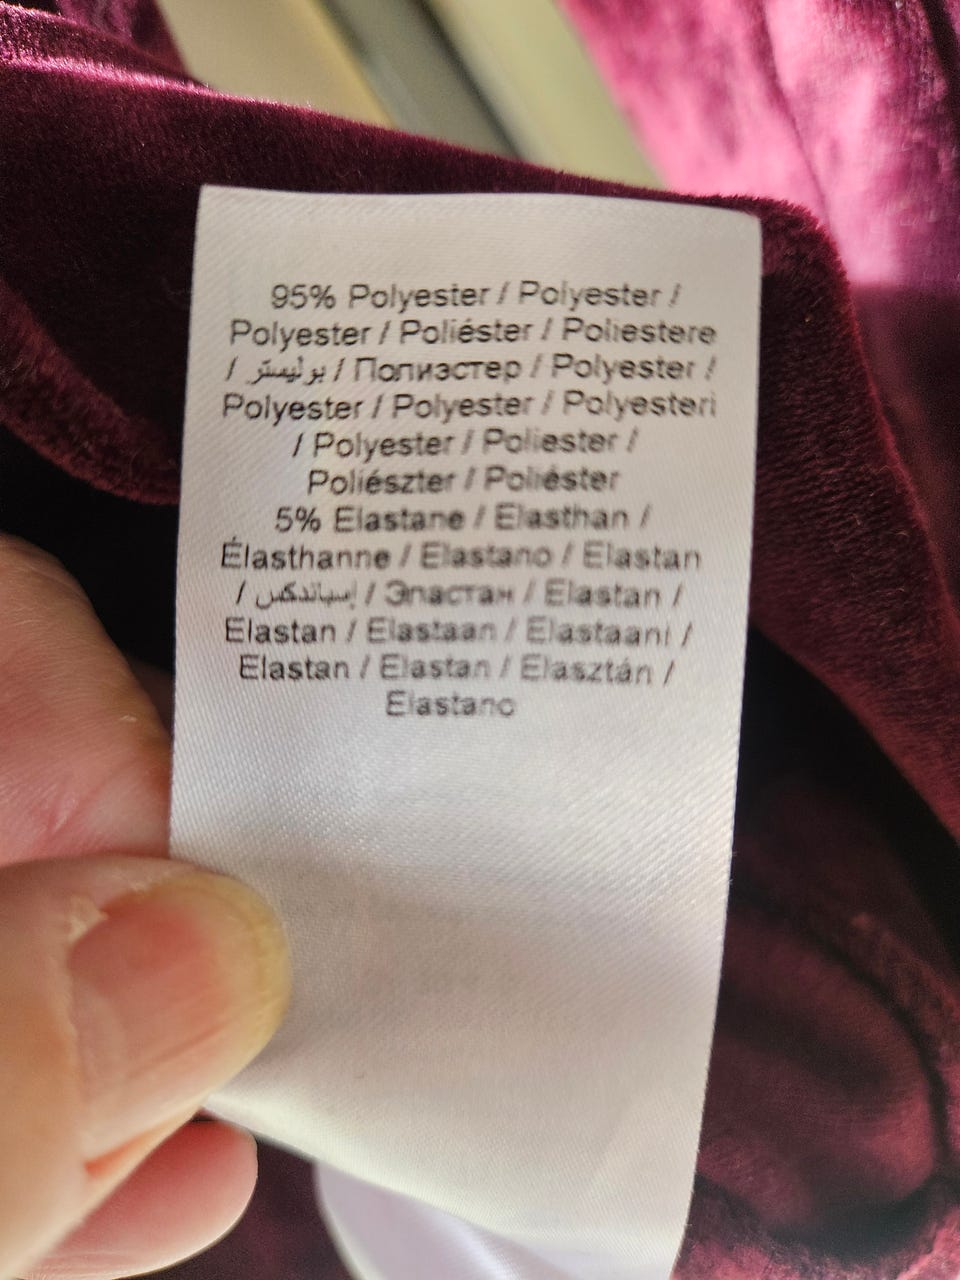 95% Polyester / Polyester /
Polyester / Poliéster / Poliestere
/ بوليستر / Полиэстер / Polyester /
Polyester / Polyester / Polyesteri
/ Polyester / Poliester /
Poliészter / Poliéster
5% Elastane / Elasthan /
Élasthanne / Elastano / Elastan
/ إسباندكس / Эластан / Elastan /
Elastan / Elastaan / Elastaani /
Elastan / Elastan / Elasztán /
Elastano